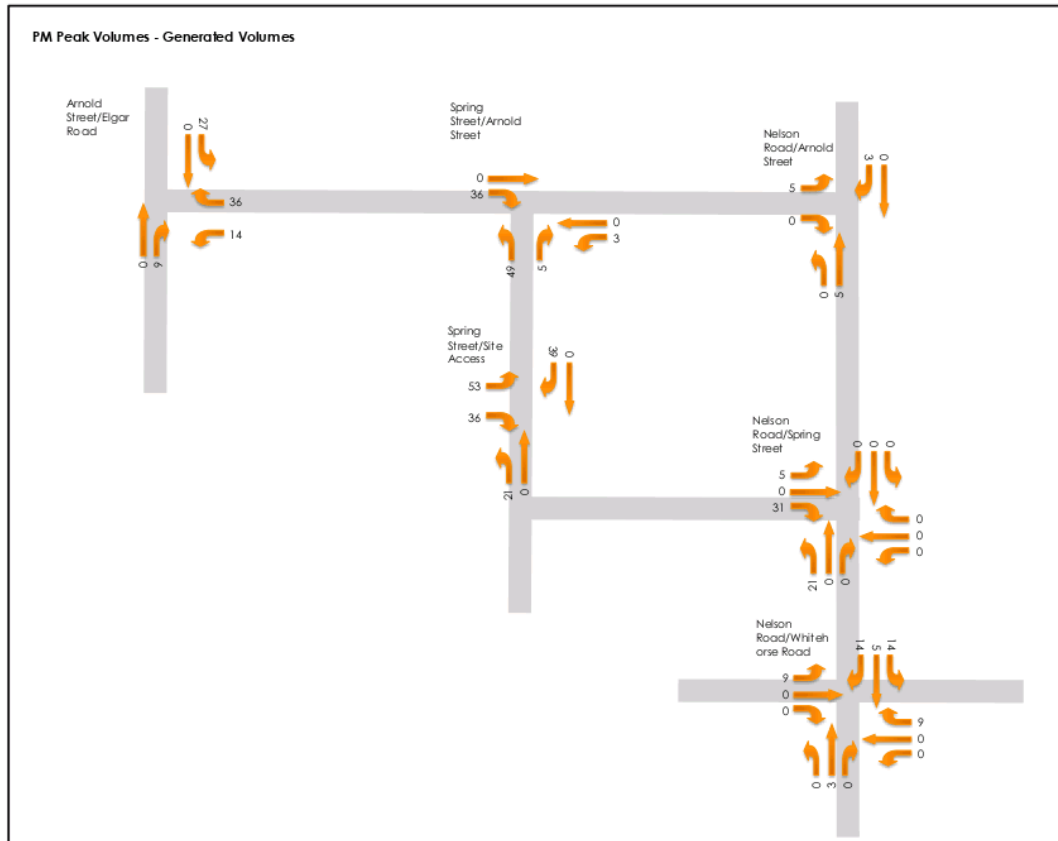 PM Peak Volumes - Generated Volumes
Arnold
Street/Elgar
Road
0
27
36
14
0
6
Spring
Street/Arnold
Street
0
36
0
3
49
5
Nelson
Road/Arnold
Street
5
0
3
0
0
5
Spring
Street/Site
Access
53
36
39
0
21
0
Nelson
Road/Spring
Street
5
0
31
0
0
0
0
0
0
21
0
0
Nelson
Road/Whiteh
orse Road
9
0
0
14
5
14
9
0
0
0
3
0